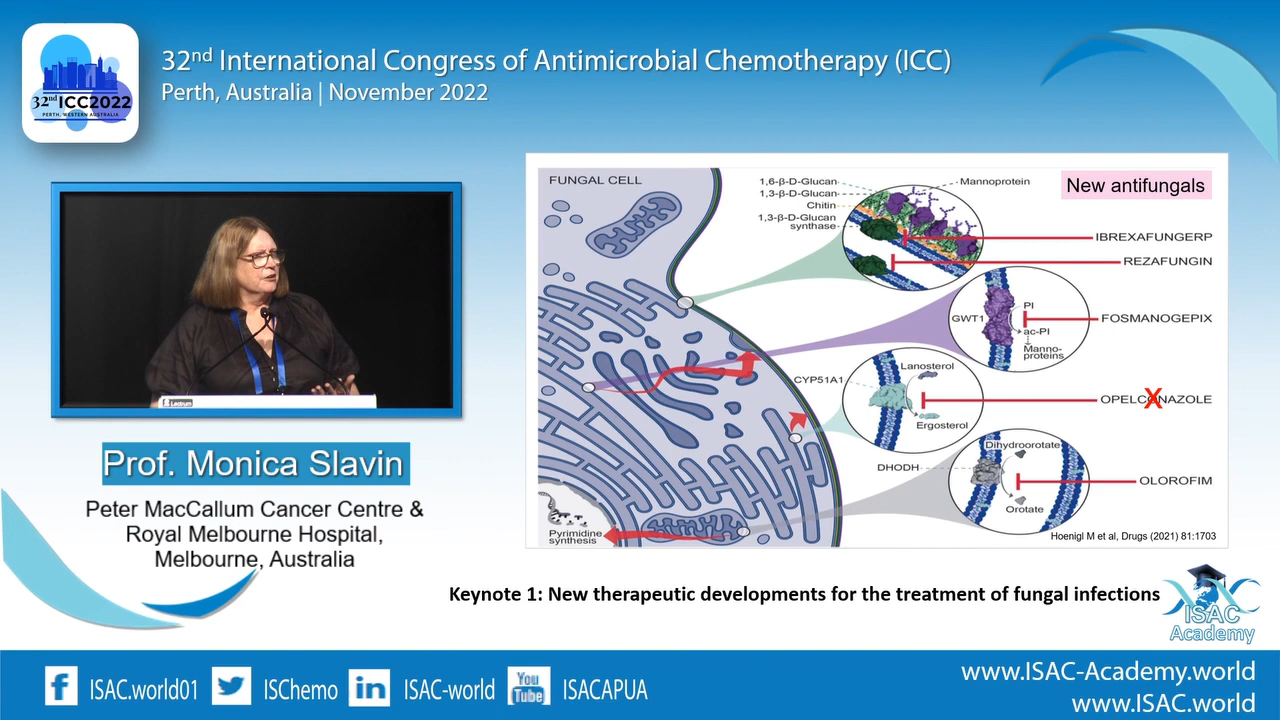 32nd International Congress of Antimicrobial Chemotherapy (ICC)
Perth, Australia | November 2022
32nd ICC2022
PERTH, WESTERN AUSTRALIA
Lectrum
Prof. Monica Slavin
Peter MacCallum Cancer Centre &
Royal Melbourne Hospital,
Melbourne, Australia
FUNGAL CELL
New antifungals
1,6-β-D-Glucan
1,3-β-D-Glucan
Chitin
1,3-β-D-Glucan
synthase
Mannoprotein
IBREXAFUNGERP
REZAFUNGIN
GWT1
PI
ac-PI
Manno-
proteins
FOSMANOGEPIX
CYP51A1
Lanosterol
Ergosterol
OPELCONAZOLE
X
DHODH
Dihydroorotate
Orotate
OLOROFIM
Pyrimidine
synthesis
Hoenigl M et al, Drugs (2021) 81:1703
Keynote 1: New therapeutic developments for the treatment of fungal infections
ISAC
Academy
f ISAC.world01
ISChemo
in ISAC-world
You Tube ISACAPUA
www.ISAC-Academy.world
www.ISAC.world